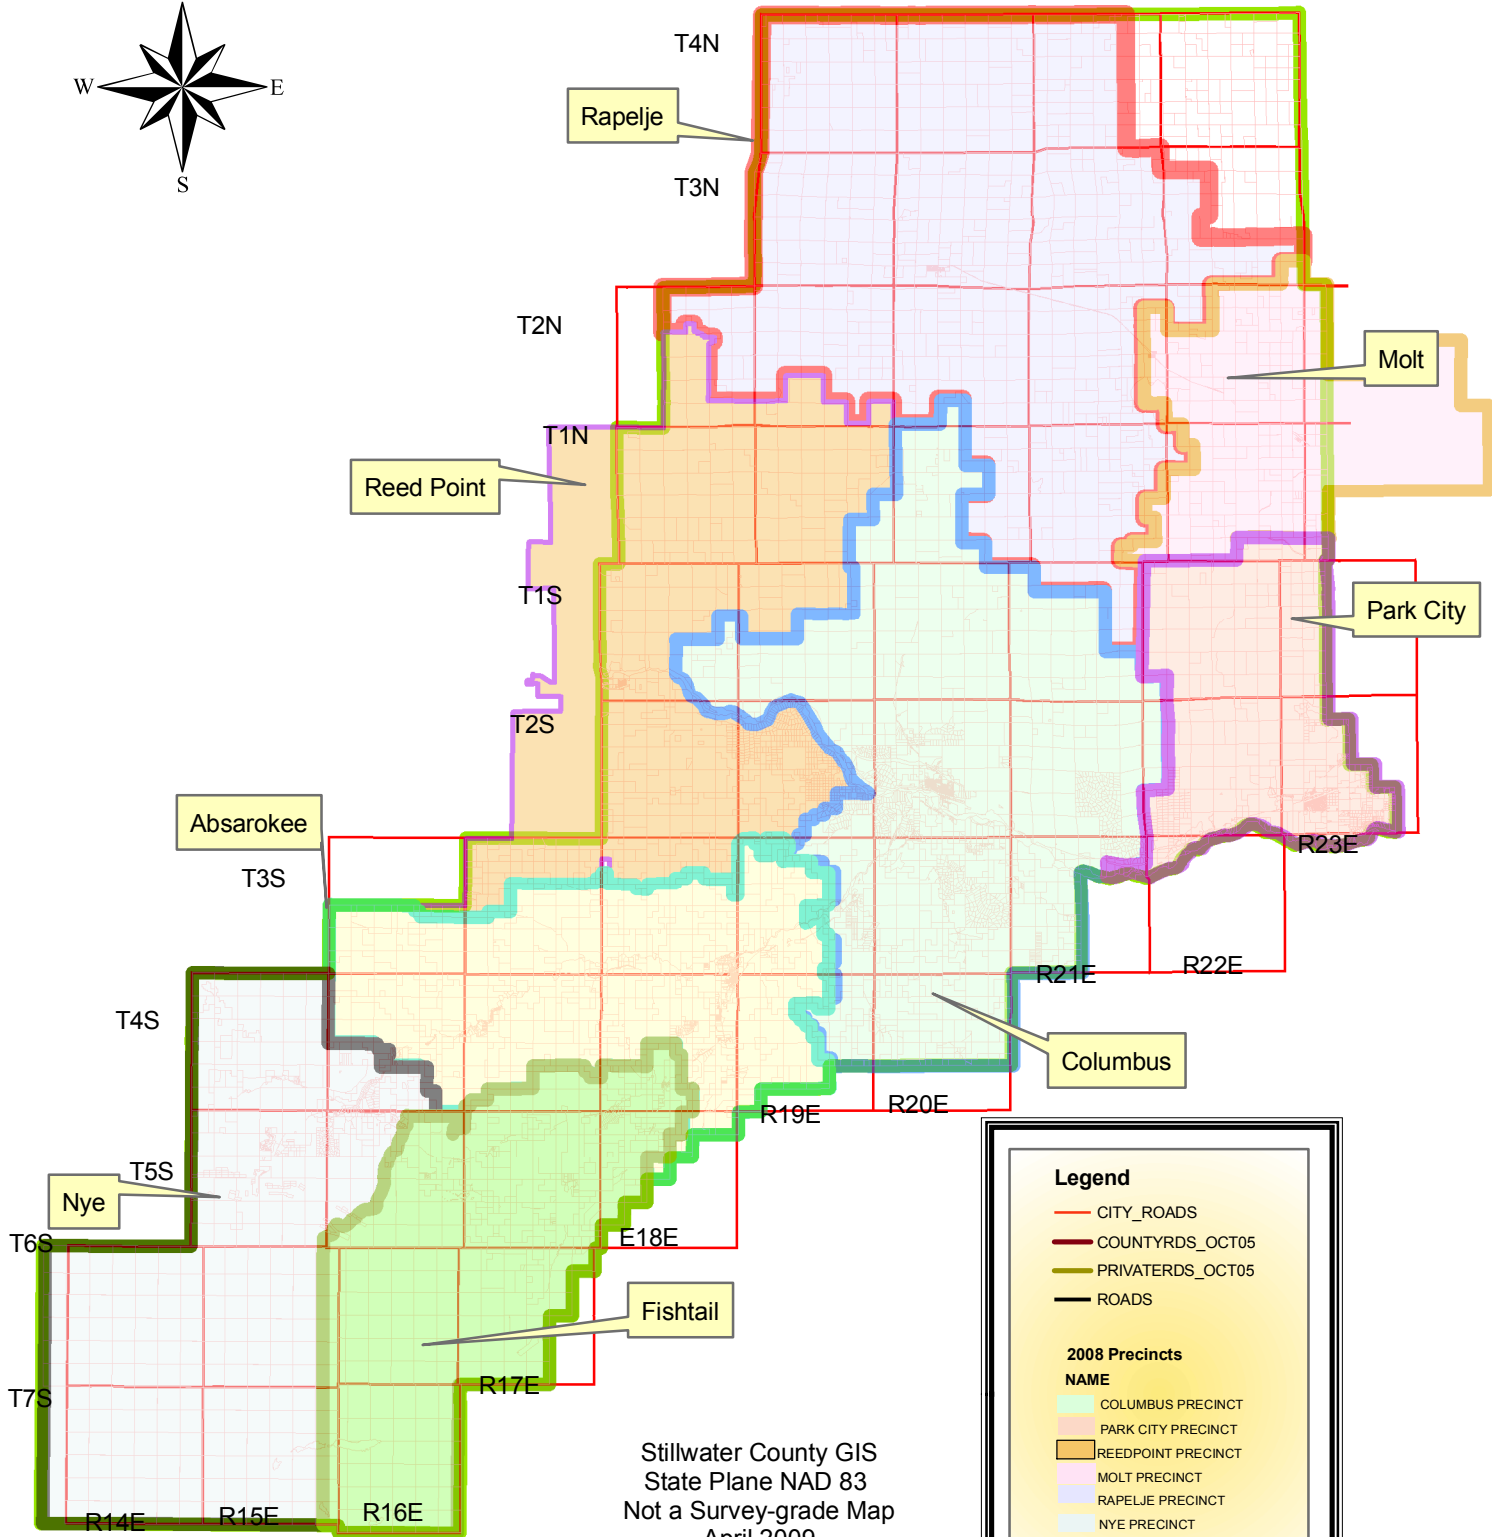 W
E
S
T4N
Rapelje
T3N
T2N
Molt
T1N
Reed Point
T1S
Park City
T2S
Absarokee
R23E
T3S
R22E
R21E
T4S
Columbus
R20E
R19E
T5S
Nye
E18E
T6S
Fishtail
R17E
T7S
R16E
R15E
R14E
Stillwater County GIS
State Plane NAD 83
Not a Survey-grade Map
April 2009
Legend
CITY_ROADS
COUNTYRDS_OCT05
PRIVATERDS_OCT05
ROADS
2008 Precincts
NAME
COLUMBUS PRECINCT
PARK CITY PRECINCT
REEDPOINT PRECINCT
MOLT PRECINCT
RAPELJE PRECINCT
NYE PRECINCT